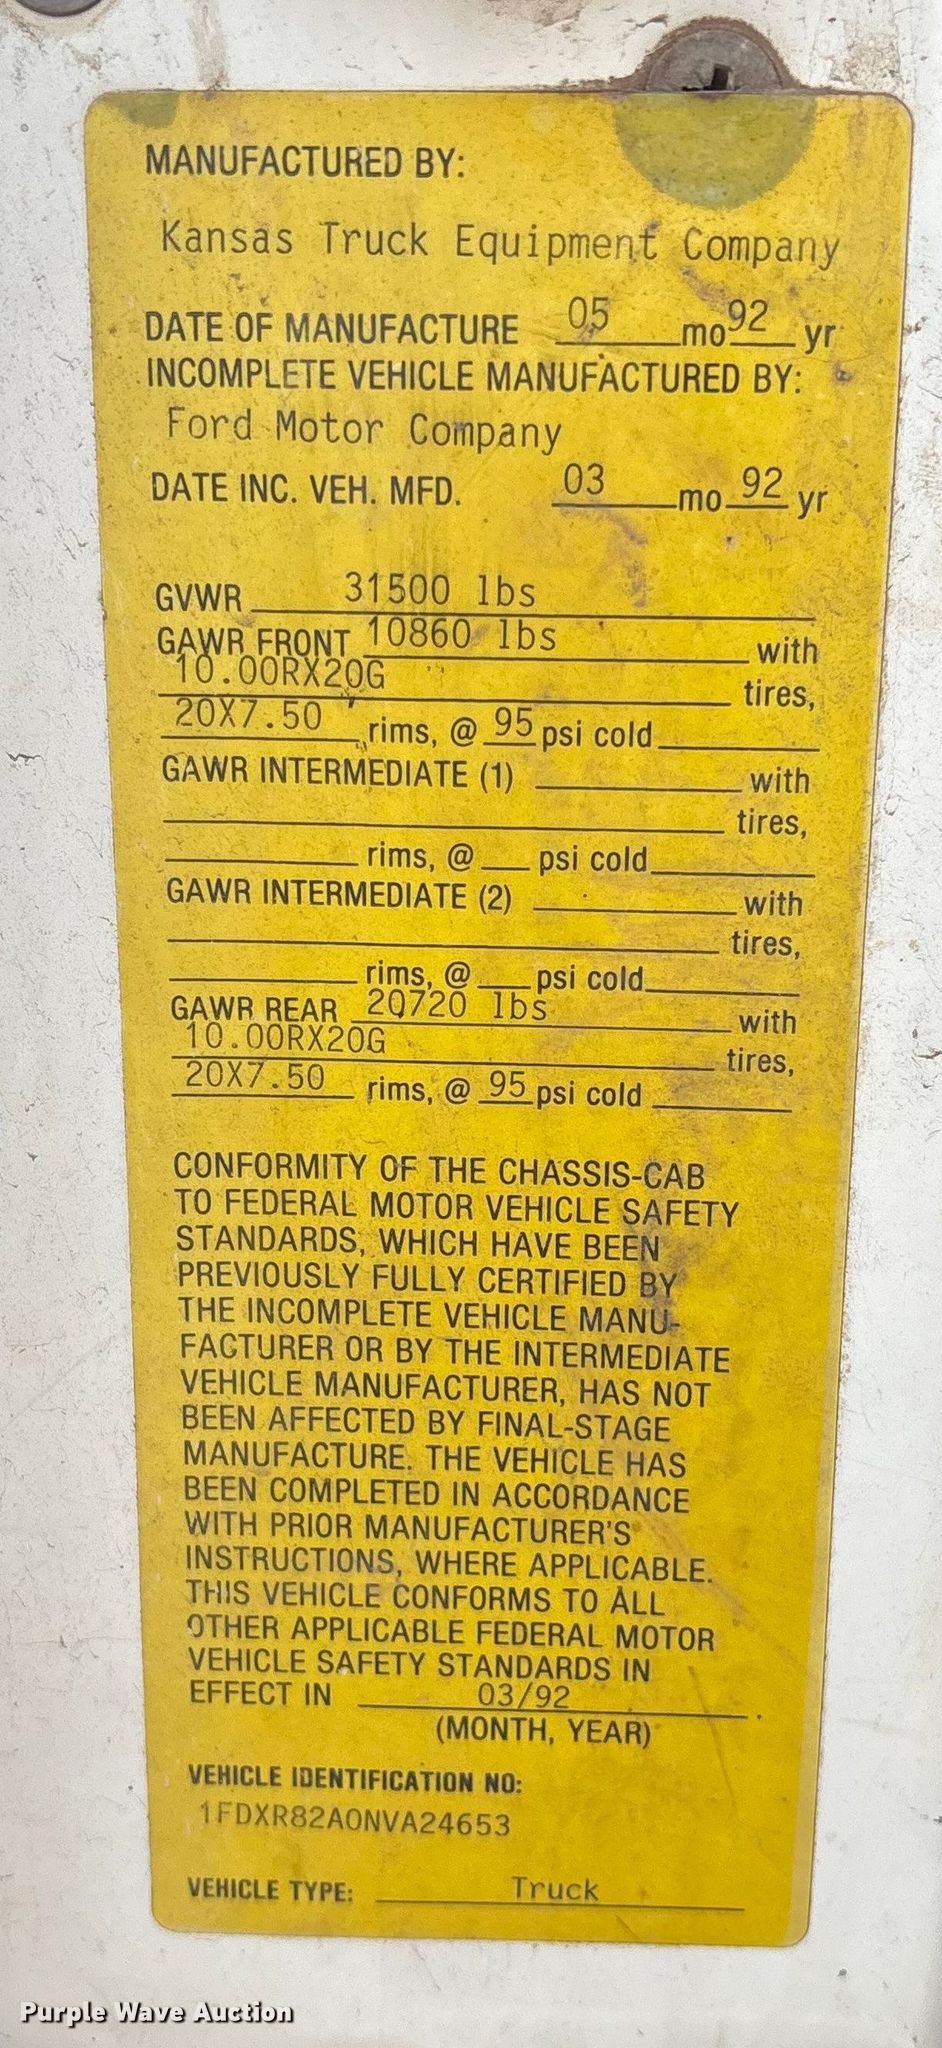 MANUFACTURED BY:
Kansas Truck Equipment Company
DATE OF MANUFACTURE 05 mo 92 yr
INCOMPLETE VEHICLE MANUFACTURED BY:
Ford Motor Company
DATE INC. VEH. MFD. 03 mo 92 yr
GVWR 31500 lbs
GAWR FRONT 10860 lbs with
10.00RX20G tires,
20X7.50 rims, @ 95 psi cold
GAWR INTERMEDIATE (1) with
tires,
rims, @ psi cold
GAWR INTERMEDIATE (2) with
tires,
rims, @ psi cold
GAWR REAR 20720 lbs with
10.00RX20G tires,
20X7.50 rims, @ 95 psi cold
CONFORMITY OF THE CHASSIS-CAB
TO FEDERAL MOTOR VEHICLE SAFETY
STANDARDS, WHICH HAVE BEEN
PREVIOUSLY FULLY CERTIFIED BY
THE INCOMPLETE VEHICLE MANU-
FACTURER OR BY THE INTERMEDIATE
VEHICLE MANUFACTURER, HAS NOT
BEEN AFFECTED BY FINAL-STAGE
MANUFACTURE. THE VEHICLE HAS
BEEN COMPLETED IN ACCORDANCE
WITH PRIOR MANUFACTURER'S
INSTRUCTIONS, WHERE APPLICABLE.
THIS VEHICLE CONFORMS TO ALL
OTHER APPLICABLE FEDERAL MOTOR
VEHICLE SAFETY STANDARDS IN
EFFECT IN 03/92.
(MONTH, YEAR)
VEHICLE IDENTIFICATION NO:
1FDXR82A0NVA24653
VEHICLE TYPE: Truck
Purple Wave Auction